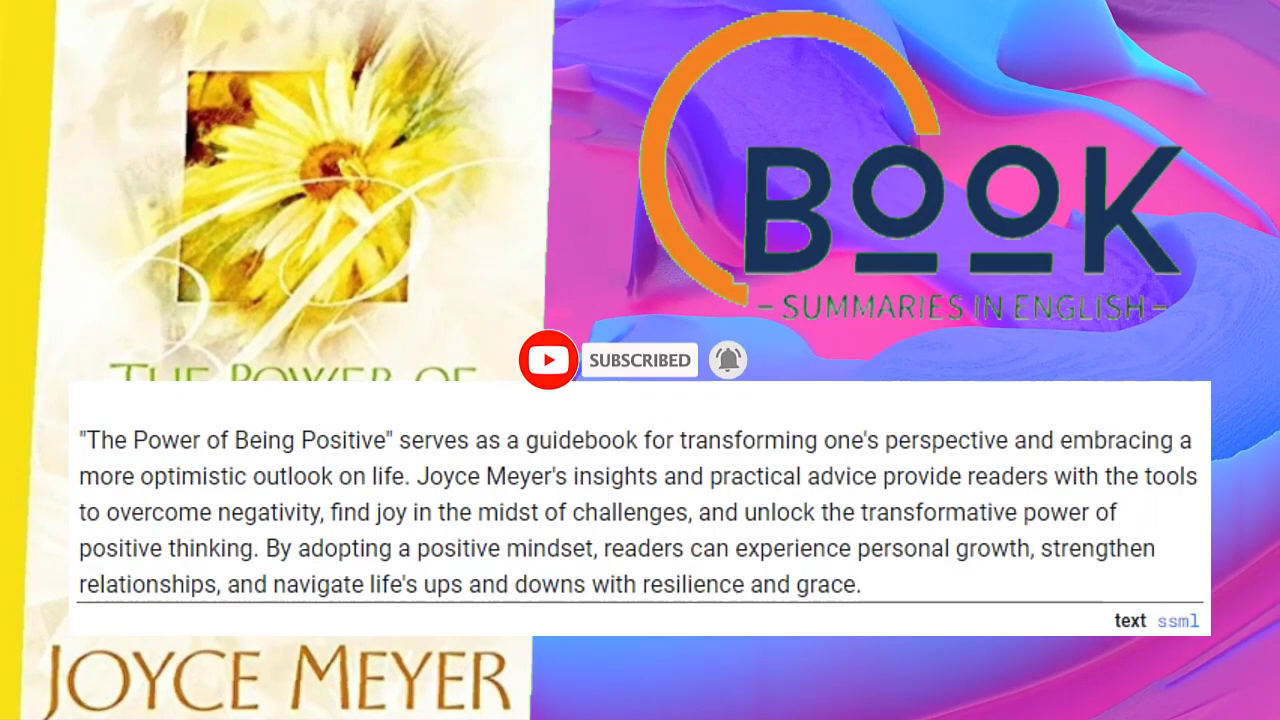 BOOK
– SUMMARIES IN ENGLISH –
THE POWER OF
SUBSCRIBED
"The Power of Being Positive" serves as a guidebook for transforming one's perspective and embracing a
more optimistic outlook on life. Joyce Meyer's insights and practical advice provide readers with the tools
to overcome negativity, find joy in the midst of challenges, and unlock the transformative power of
positive thinking. By adopting a positive mindset, readers can experience personal growth, strengthen
relationships, and navigate life's ups and downs with resilience and grace.
text ssml
JOYCE MEYER